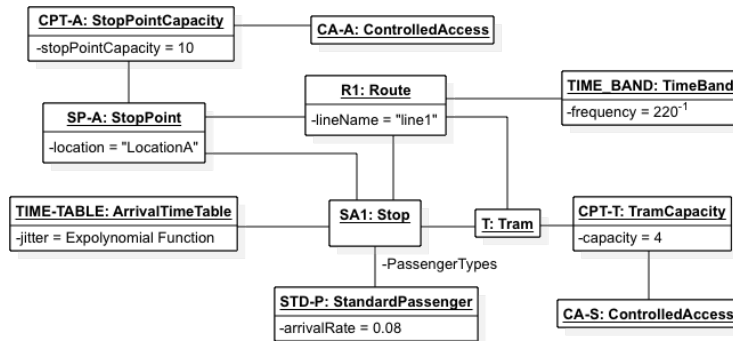 CPT-A: StopPointCapacity
-stopPointCapacity = 10
CA-A: ControlledAccess
R1: Route
-lineName = "line1"
TIME_BAND: TimeBand
-frequency = 220⁻¹
SP-A: StopPoint
-location = "LocationA"
TIME-TABLE: ArrivalTimeTable
-jitter = Expolynomial Function
SA1: Stop
T: Tram
CPT-T: TramCapacity
-capacity = 4
-PassengerTypes
STD-P: StandardPassenger
-arrivalRate = 0.08
CA-S: ControlledAccess